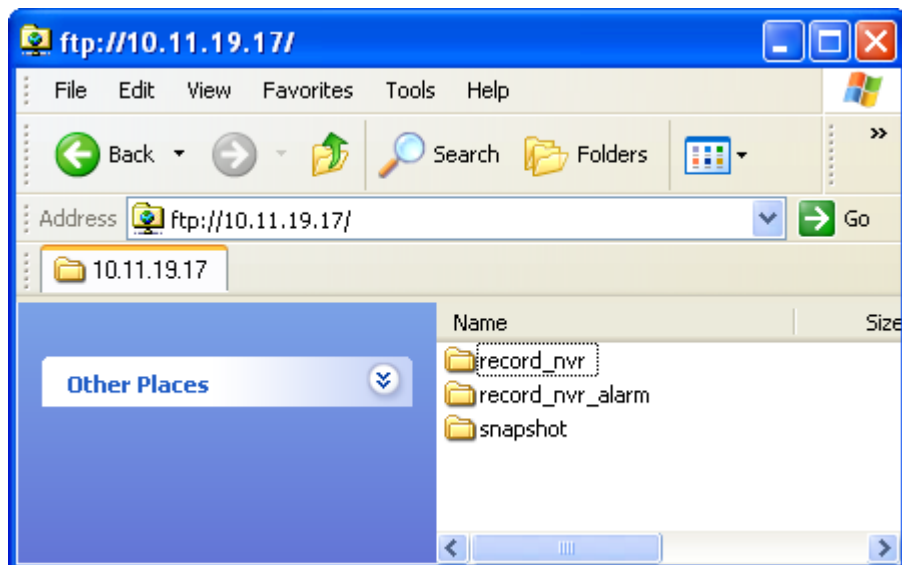 ftp://10.11.19.17/
File Edit View Favorites Tools Help
Back Search Folders »
Address ftp://10.11.19.17/ Go
10.11.19.17
Name Size
Other Places
record_nvr
record_nvr_alarm
snapshot